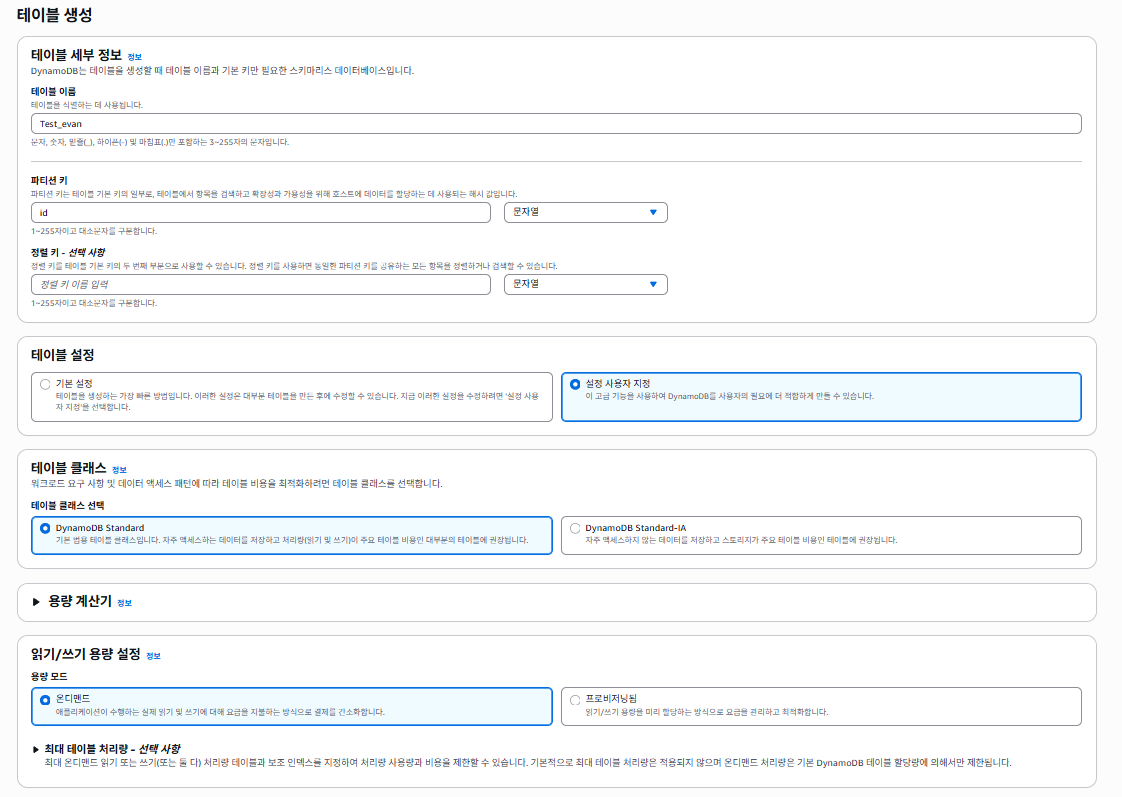 테이블 생성
테이블 세부 정보 정보
DynamoDB는 테이블을 생성할 때 테이블 이름과 기본 키만 필요한 스키마리스 데이터베이스입니다.
테이블 이름
테이블을 식별하는 데 사용됩니다.
Test_evan
문자, 숫자, 밑줄(_), 하이픈(-) 및 마침표(.)만 포함하는 3~255자의 문자입니다.
파티션 키
파티션 키는 테이블 기본 키의 일부로, 테이블에서 항목을 검색하고 확장성과 가용성을 위해 호스트에 데이터를 할당하는 데 사용되는 해시 값입니다.
id 문자열
1~255자이고 대소문자를 구분합니다.
정렬 키 - 선택 사항
정렬 키를 테이블 기본 키의 두 번째 부분으로 사용할 수 있습니다. 정렬 키를 사용하면 동일한 파티션 키를 공유하는 모든 항목을 정렬하거나 검색할 수 있습니다.
정렬 키 이름 입력 문자열
1~255자이고 대소문자를 구분합니다.
테이블 설정
기본 설정
테이블을 생성하는 가장 빠른 방법입니다. 이러한 설정은 대부분 테이블을 만든 후에 수정할 수 있습니다. 지금 이러한 설정을 수정하려면 '설정 사용
자 지정'을 선택합니다.
설정 사용자 지정
이 고급 기능을 사용하여 DynamoDB를 사용자의 필요에 더 적합하게 만들 수 있습니다.
테이블 클래스 정보
워크로드 요구 사항 및 데이터 액세스 패턴에 따라 테이블 비용을 최적화하려면 테이블 클래스를 선택합니다.
테이블 클래스 선택
DynamoDB Standard
기본 범용 테이블 클래스입니다. 자주 액세스하는 데이터를 저장하고 처리량(읽기 및 쓰기)이 주요 테이블 비용인 대부분의 테이블에 권장됩니다.
DynamoDB Standard-IA
자주 액세스하지 않는 데이터를 저장하고 스토리지가 주요 테이블 비용인 테이블에 권장됩니다.
용량 계산기 정보
읽기/쓰기 용량 설정 정보
용량 모드
온디맨드
애플리케이션이 수행하는 실제 읽기 및 쓰기에 대해 요금을 지불하는 방식으로 결제를 간소화합니다.
프로비저닝됨
읽기/쓰기 용량을 미리 할당하는 방식으로 요금을 관리하고 최적화합니다.
최대 테이블 처리량 - 선택 사항
최대 온디맨드 읽기 또는 쓰기(또는 둘 다) 처리량 테이블과 보조 인덱스를 지정하여 처리량 사용량과 비용을 제한할 수 있습니다. 기본적으로 최대 테이블 처리량은 적용되지 않으며 온디맨드 처리량은 기본 DynamoDB 테이블 할당량에 의해서만 제한됩니다.